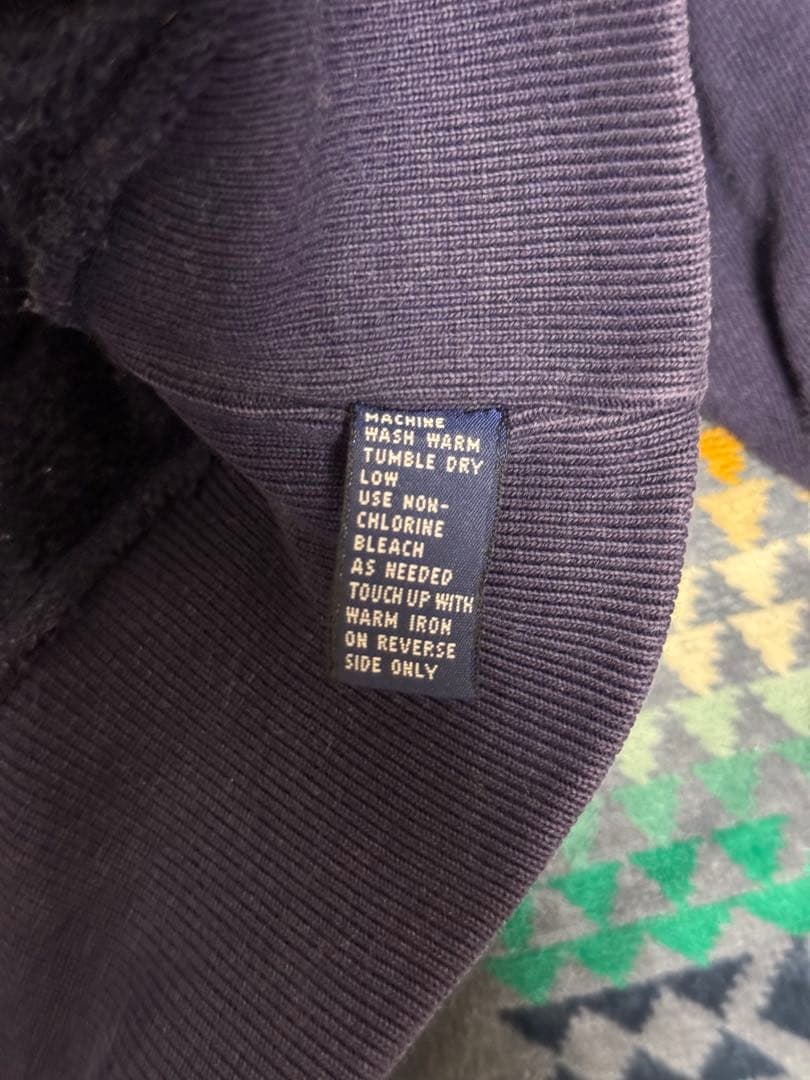 MACHINE
WASH WARM
TUMBLE DRY
LOW
USE NON-
CHLORINE
BLEACH
AS NEEDED
TOUCH UP WITH
WARM IRON
ON REVERSE
SIDE ONLY